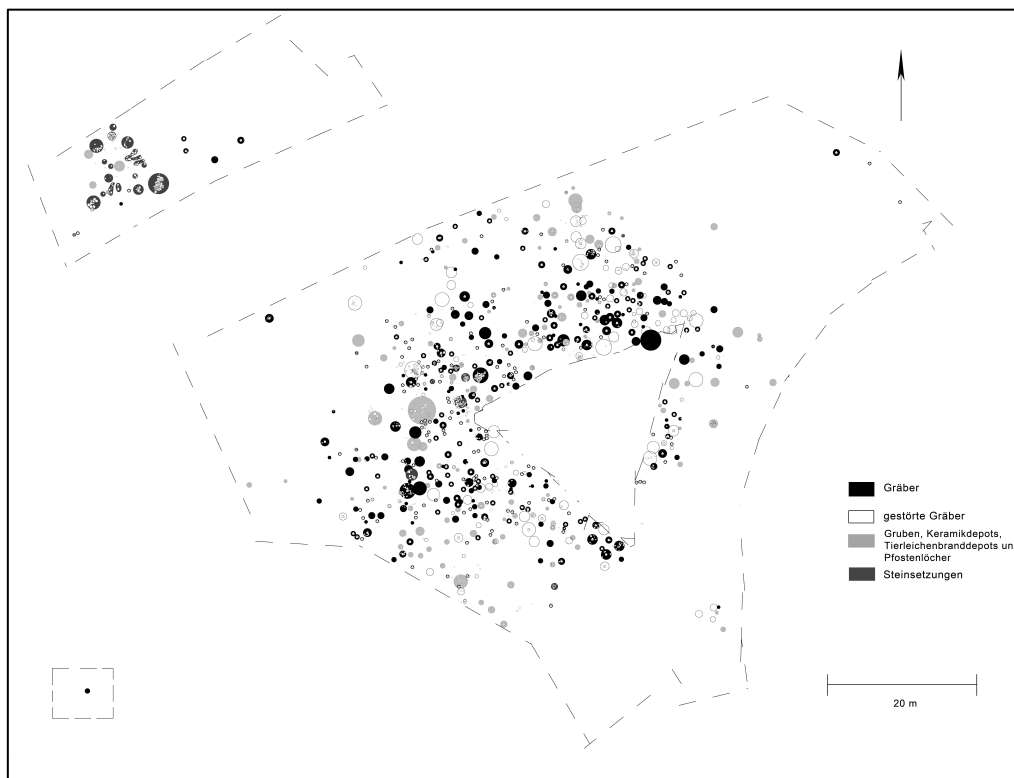 Gräber
gestörte Gräber
Gruben, Keramikdepots,
Tierleichenbranddepots un
Pfostenlöcher
Steinsetzungen
20 m